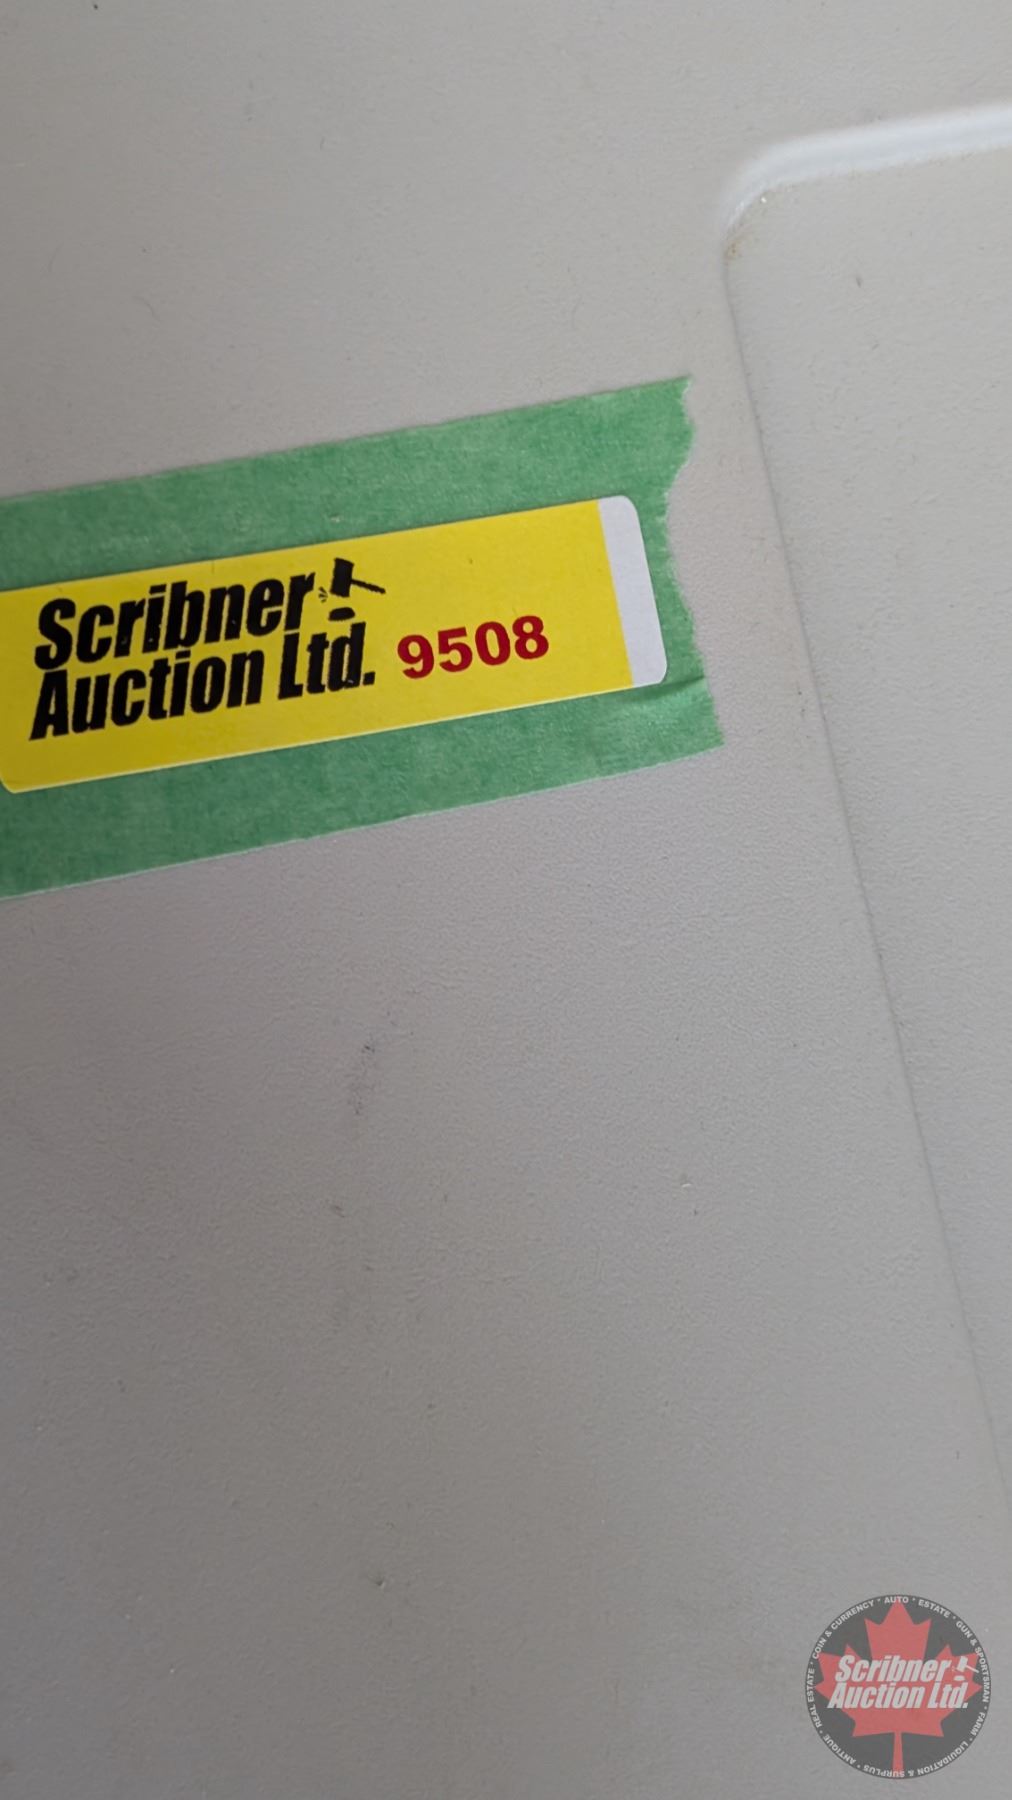 Scribner
Auction Ltd. 9508
COIN & CURRENCY • AUTO • ESTATE • GUN & SPORTSMAN • FARM • LIQUIDATION & SURPLUS • ANTIQUE • REAL ESTATE •
Scribner
Auction Ltd.